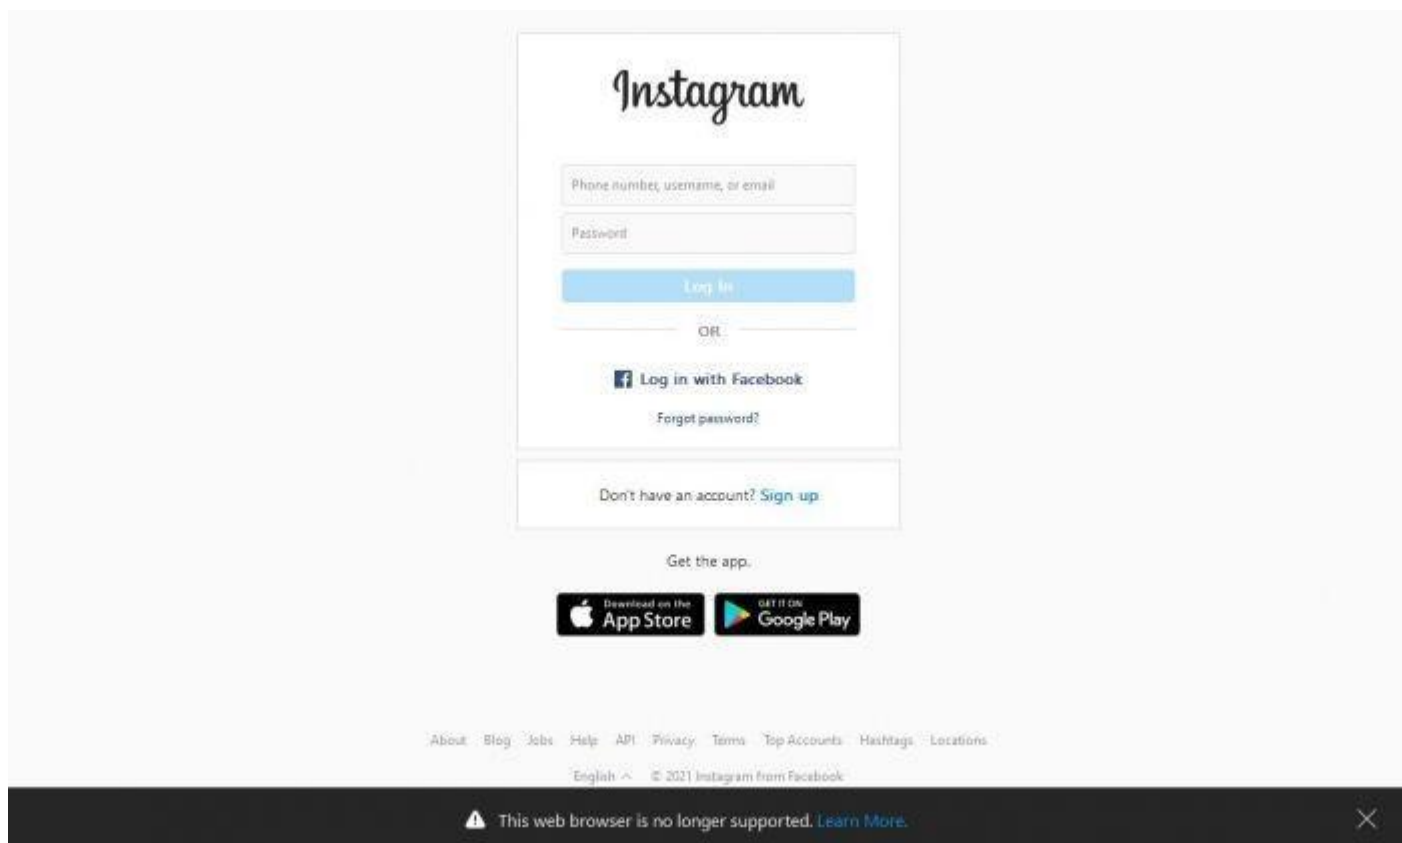 Instagram
Phone number, username, or email
Password
Log In
OR
Log in with Facebook
Forgot password?
Don't have an account? Sign up
Get the app.
Download on the
App Store
GET IT ON
Google Play
About Blog Jobs Help API Privacy Terms Top Accounts Hashtags Locations
English © 2021 Instagram from Facebook
This web browser is no longer supported. Learn More.